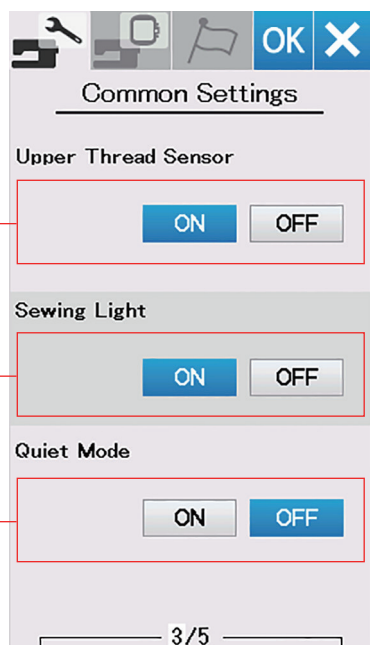 OK
Common Settings
Upper Thread Sensor
ON OFF
Sewing Light
ON OFF
Quiet Mode
ON OFF
3/5